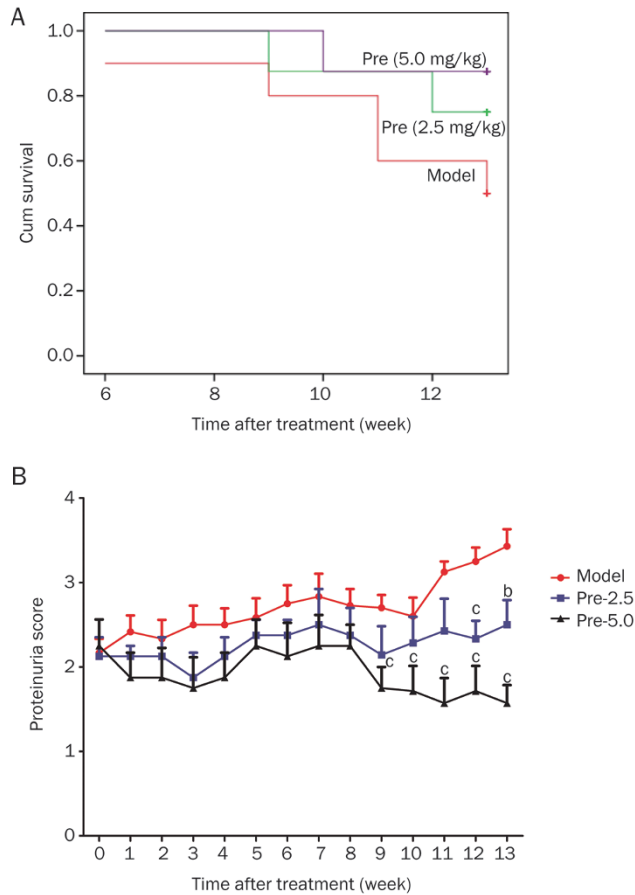 A
1.0
0.8
0.6
0.4
0.2
0.0
Cum survival
Pre (5.0 mg/kg)
Pre (2.5 mg/kg)
Model
6 8 10 12
Time after treatment (week)
B
4
3
2
1
0
Proteinuria score
c b
c c c c c
Model
Pre-2.5
Pre-5.0
0 1 2 3 4 5 6 7 8 9 10 11 12 13
Time after treatment (week)